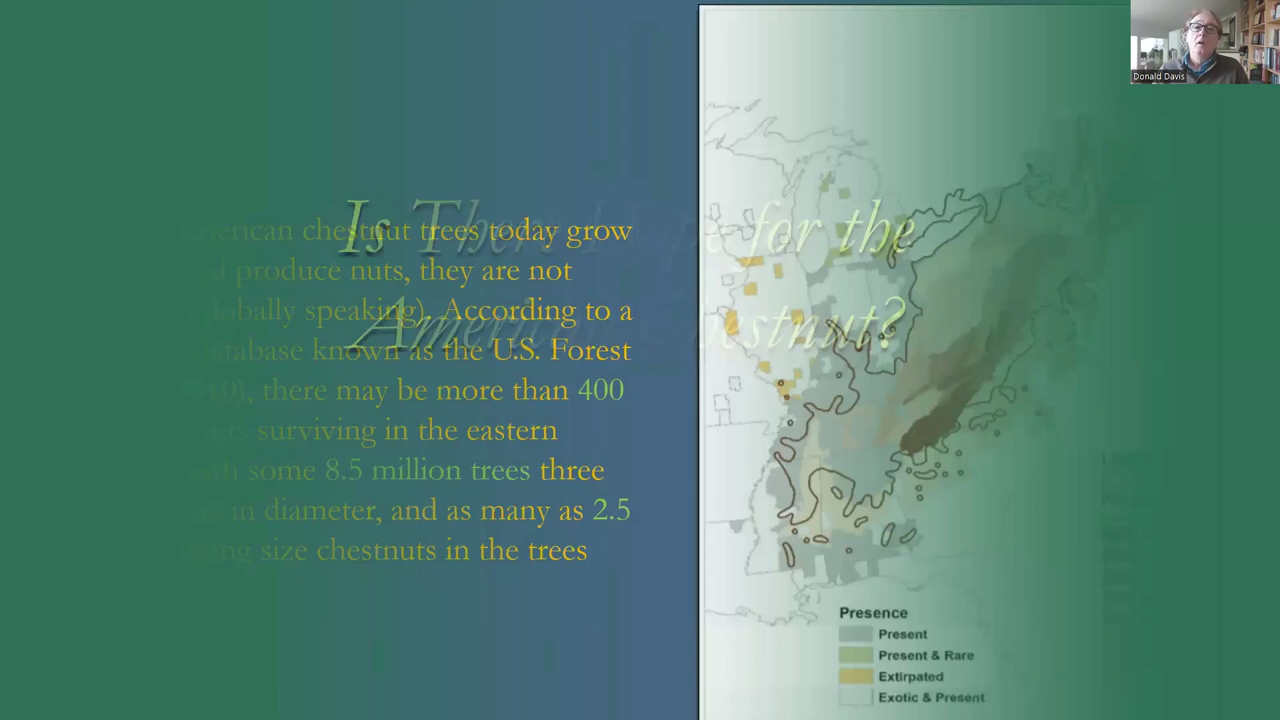 Donald Davis
Is There for the
American Chestnut?
American chestnut trees today grow
produce nuts, they are not
globally speaking). According to a
database known as the U.S. Forest
there may be more than 400
surviving in the eastern
some 8.5 million trees three
in diameter, and as many as 2.5
size chestnuts in the trees
Presence
Present
Present & Rare
Extirpated
Exotic & Present